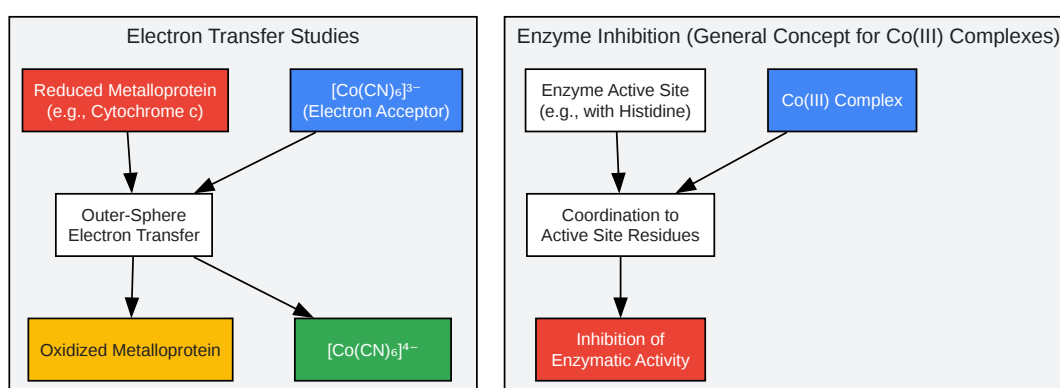 Electron Transfer Studies
Reduced Metalloprotein
(e.g., Cytochrome c)
[Co(CN)₆]³⁻
(Electron Acceptor)
Outer-Sphere
Electron Transfer
Oxidized Metalloprotein
[Co(CN)₆]⁴⁻
Enzyme Inhibition (General Concept for Co(III) Complexes)
Enzyme Active Site
(e.g., with Histidine)
Co(III) Complex
Coordination to
Active Site Residues
Inhibition of
Enzymatic Activity